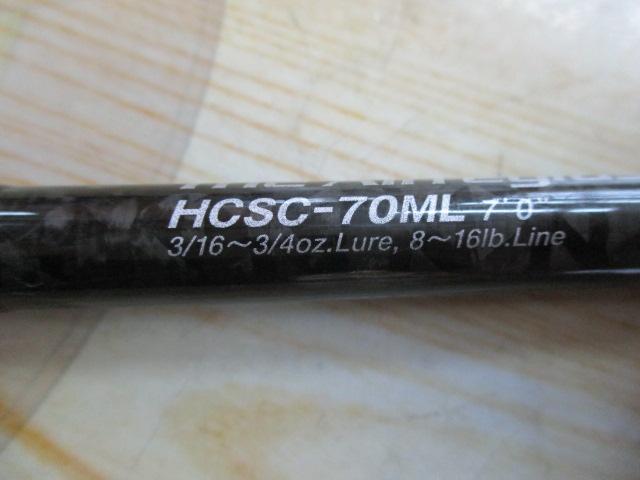 HCSC-70ML 7'0"
3/16~3/4oz.Lure, 8~16lb.Line